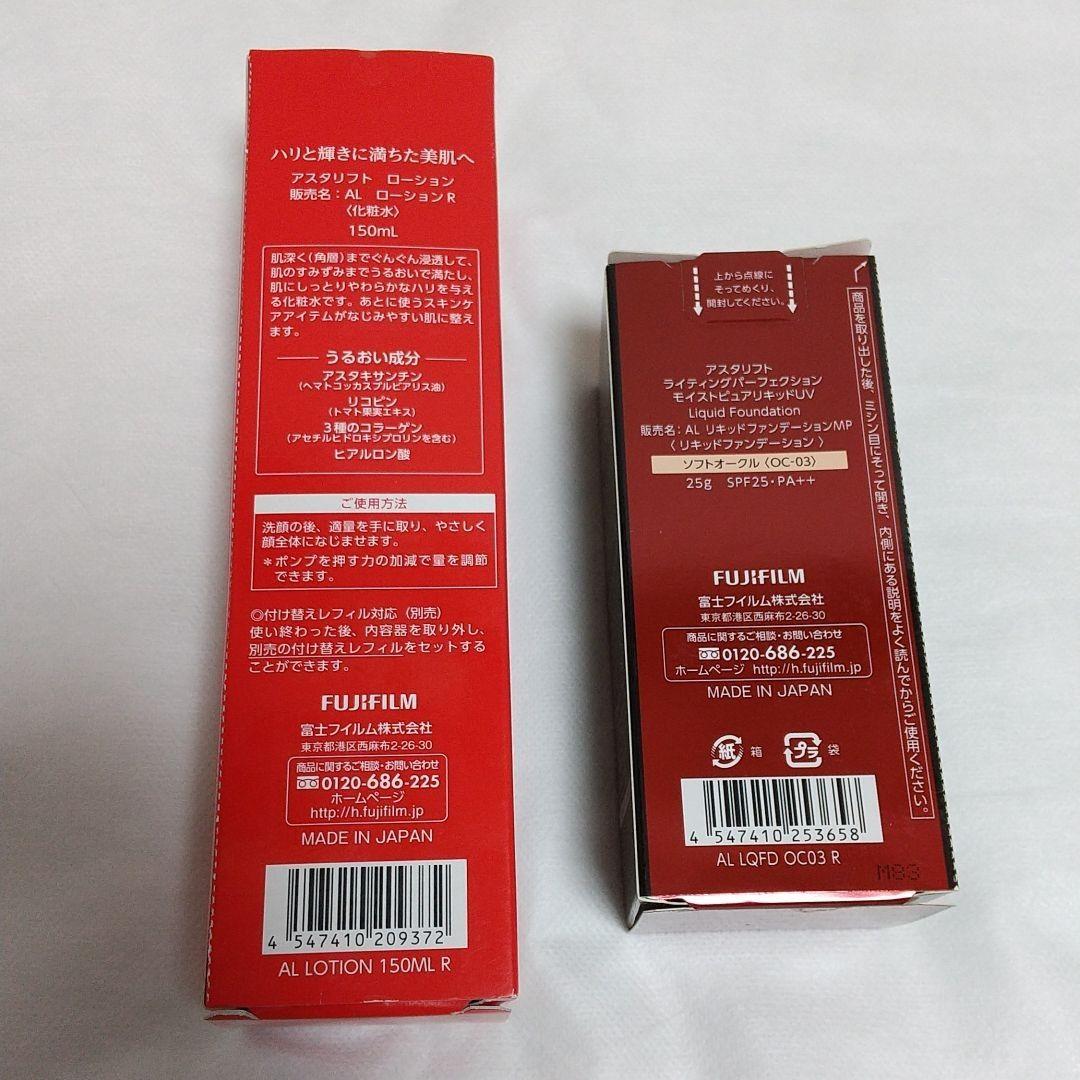 ハリと輝きに満ちた美肌へ
アスタリフト ローション
販売名：AL ローションR
〈化粧水〉
150mL
肌深く（角層）までぐんぐん浸透して、
肌のすみずみまでうるおいで満たし、
肌にしっとりやわらかなハリを与え
る化粧水です。あとに使うスキンケ
アアイテムがなじみやすい肌に整え
ます。
うるおい成分
アスタキサンチン
（ヘマトコッカスプルビアリス油）
リコピン
（トマト果実エキス）
3種のコラーゲン
（アセチルヒドロキシプロリンを含む）
ヒアルロン酸
ご使用方法
洗顔の後、適量を手に取り、やさしく
顔全体になじませます。
＊ポンプを押す力の加減で量を調節
できます。
◎付け替えレフィル対応（別売）
使い終わった後、内容器を取り外し、
別売の付け替えレフィルをセットする
ことができます。
FUJIFILM
富士フイルム株式会社
東京都港区西麻布2-26-30
商品に関するご相談・お問い合わせ
0120-686-225
ホームページ
http://h.fujifilm.jp
MADE IN JAPAN
4 547410 209372
AL LOTION 150ML R
上から点線に
そってめくり、
開封してください。
アスタリフト
ライティングパーフェクション
モイストピュアリキッドUV
Liquid Foundation
販売名：AL リキッドファンデーションMP
〈 リキッドファンデーション 〉
ソフトオークル〈OC-03〉
25g SPF25・PA++
FUJIFILM
富士フイルム株式会社
東京都港区西麻布2-26-30
商品に関するご相談・お問い合わせ
0120-686-225
ホームページ http://h.fujifilm.jp
MADE IN JAPAN
紙 箱 プラ 袋
4 547410 253658
AL LQFD OC03 R
M83
商品を取り出した後、ミシン目にそって開き、内側にある説明をよく読んでからご使用ください。